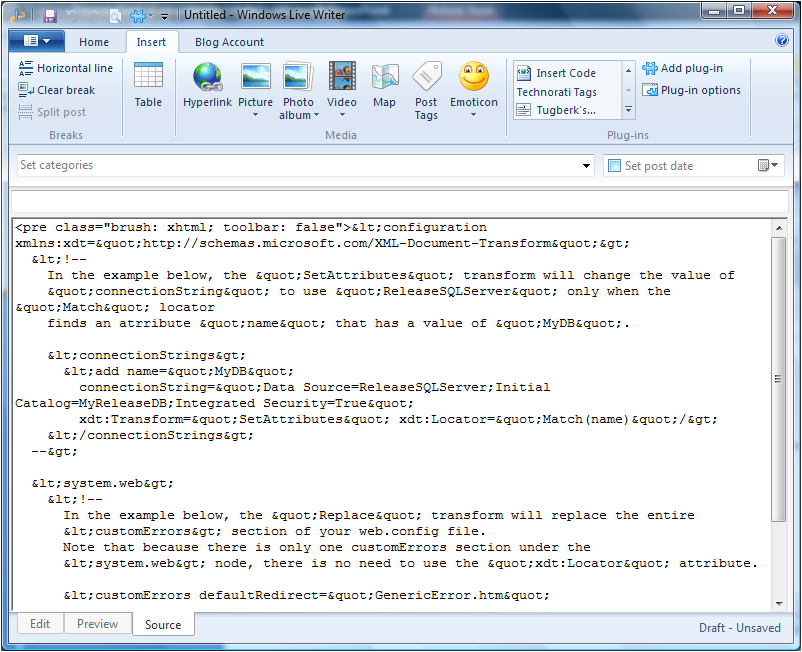 Untitled - Windows Live Writer
Home Insert Blog Account
Horizontal line
Clear break
Split post
Breaks
Table
Hyperlink Picture Photo album Video Map Post Tags Emoticon
Media
Insert Code
Technorati Tags
Tugberk's...
Add plug-in
Plug-in options
Plug-ins
Set categories
Set post date
<pre class="brush: xhtml; toolbar: false">&lt;configuration
xmlns:xdt=&quot;http://schemas.microsoft.com/XML-Document-Transform&quot;&gt;
  &lt;!--
    In the example below, the &quot;SetAttributes&quot; transform will change the value of
    &quot;connectionString&quot; to use &quot;ReleaseSQLServer&quot; only when the
&quot;Match&quot; locator
    finds an atrribute &quot;name&quot; that has a value of &quot;MyDB&quot;.

    &lt;connectionStrings&gt;
      &lt;add name=&quot;MyDB&quot;
        connectionString=&quot;Data Source=ReleaseSQLServer;Initial
Catalog=MyReleaseDB;Integrated Security=True&quot;
        xdt:Transform=&quot;SetAttributes&quot; xdt:Locator=&quot;Match(name)&quot;/&gt;
    &lt;/connectionStrings&gt;
  --&gt;

  &lt;system.web&gt;
    &lt;!--
      In the example below, the &quot;Replace&quot; transform will replace the entire
      &lt;customErrors&gt; section of your web.config file.
      Note that because there is only one customErrors section under the
      &lt;system.web&gt; node, there is no need to use the &quot;xdt:Locator&quot; attribute.

      &lt;customErrors defaultRedirect=&quot;GenericError.htm&quot;
Edit Preview Source
Draft - Unsaved